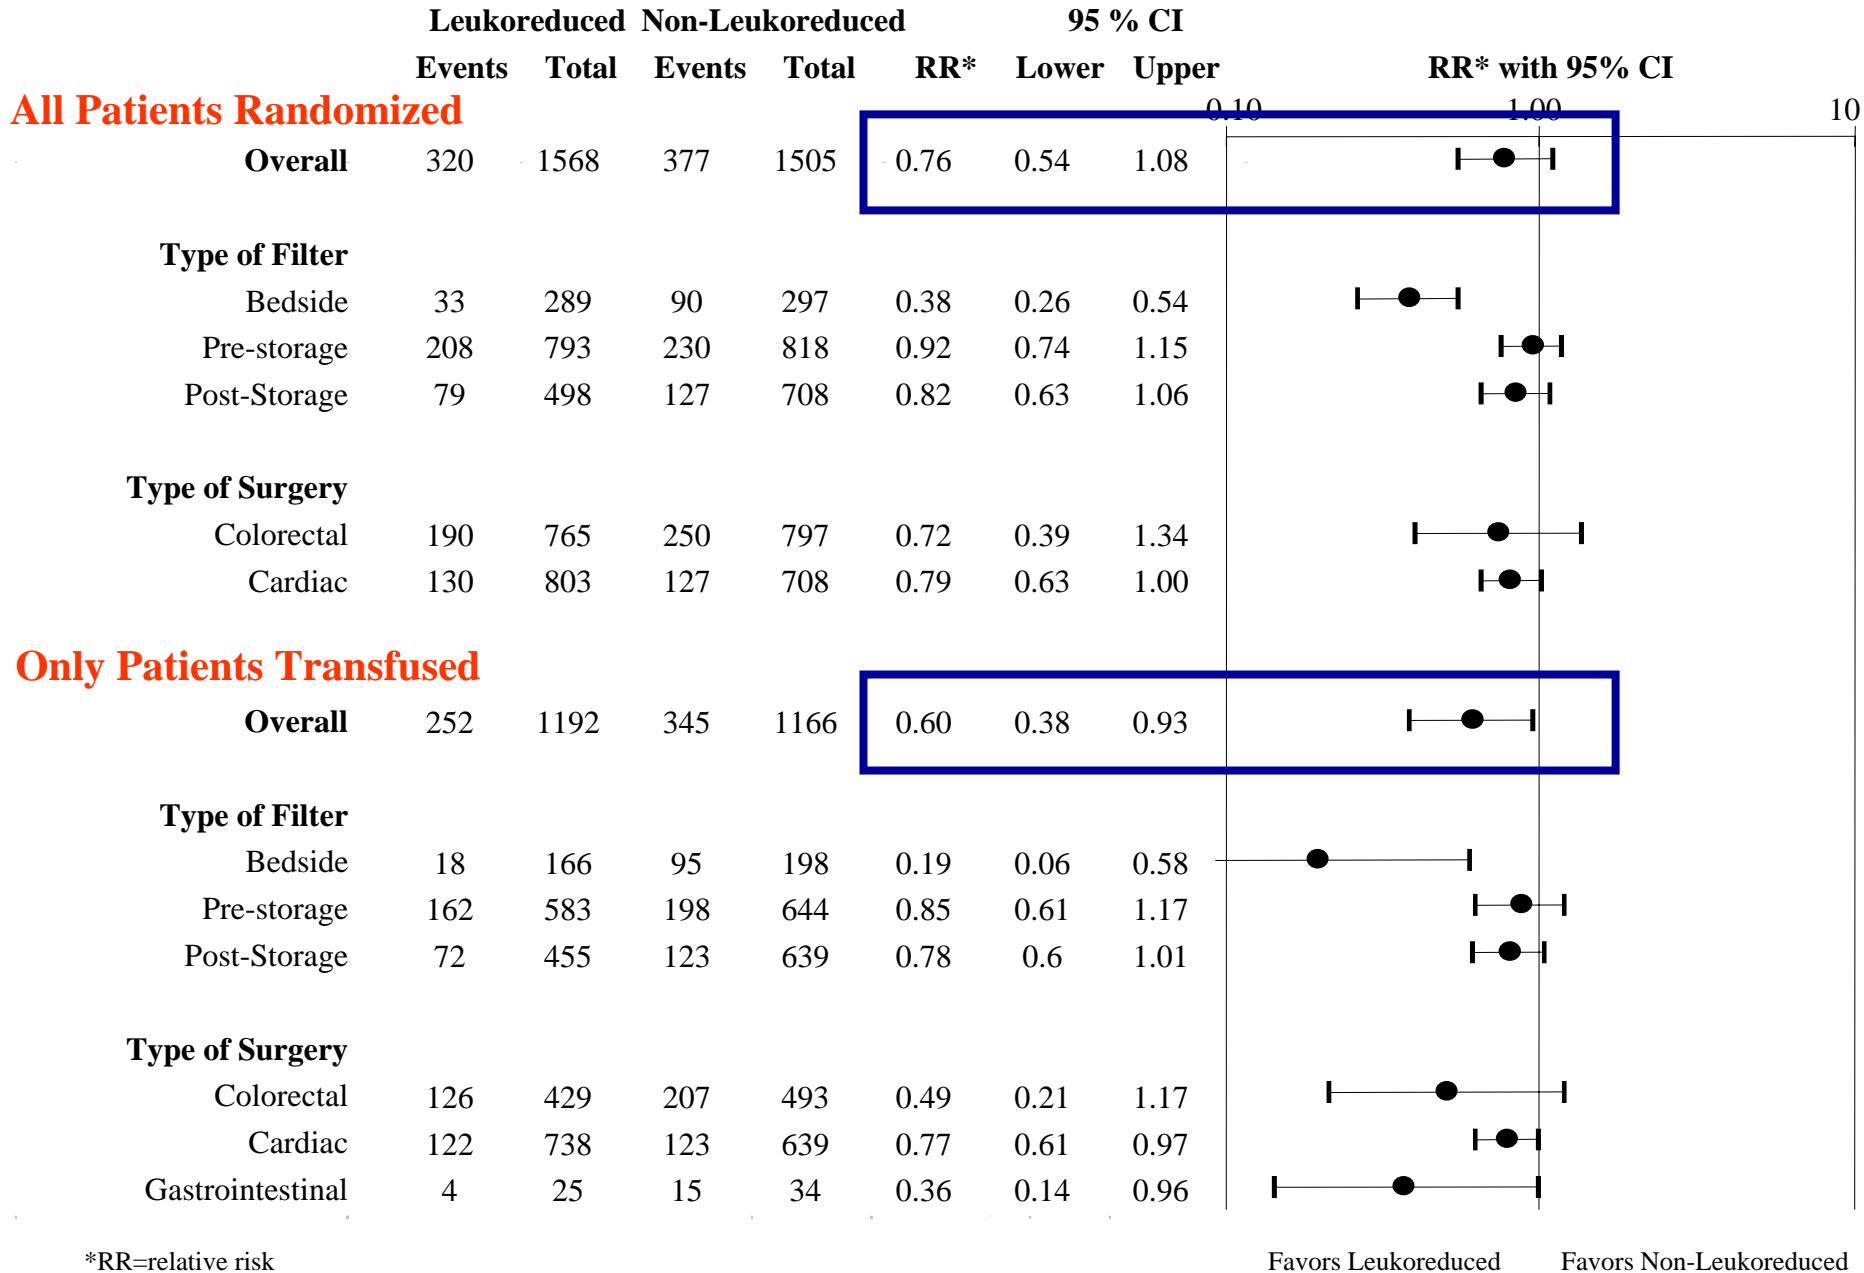 Leukoreduced Non-Leukoreduced 95 % CI
Events Total Events Total RR* Lower Upper RR* with 95% CI
All Patients Randomized 0.10 1.00 10
Overall 320 1568 377 1505 0.76 0.54 1.08
Type of Filter
Bedside 33 289 90 297 0.38 0.26 0.54
Pre-storage 208 793 230 818 0.92 0.74 1.15
Post-Storage 79 498 127 708 0.82 0.63 1.06
Type of Surgery
Colorectal 190 765 250 797 0.72 0.39 1.34
Cardiac 130 803 127 708 0.79 0.63 1.00
Only Patients Transfused
Overall 252 1192 345 1166 0.60 0.38 0.93
Type of Filter
Bedside 18 166 95 198 0.19 0.06 0.58
Pre-storage 162 583 198 644 0.85 0.61 1.17
Post-Storage 72 455 123 639 0.78 0.6 1.01
Type of Surgery
Colorectal 126 429 207 493 0.49 0.21 1.17
Cardiac 122 738 123 639 0.77 0.61 0.97
Gastrointestinal 4 25 15 34 0.36 0.14 0.96
*RR=relative risk Favors Leukoreduced Favors Non-Leukoreduced